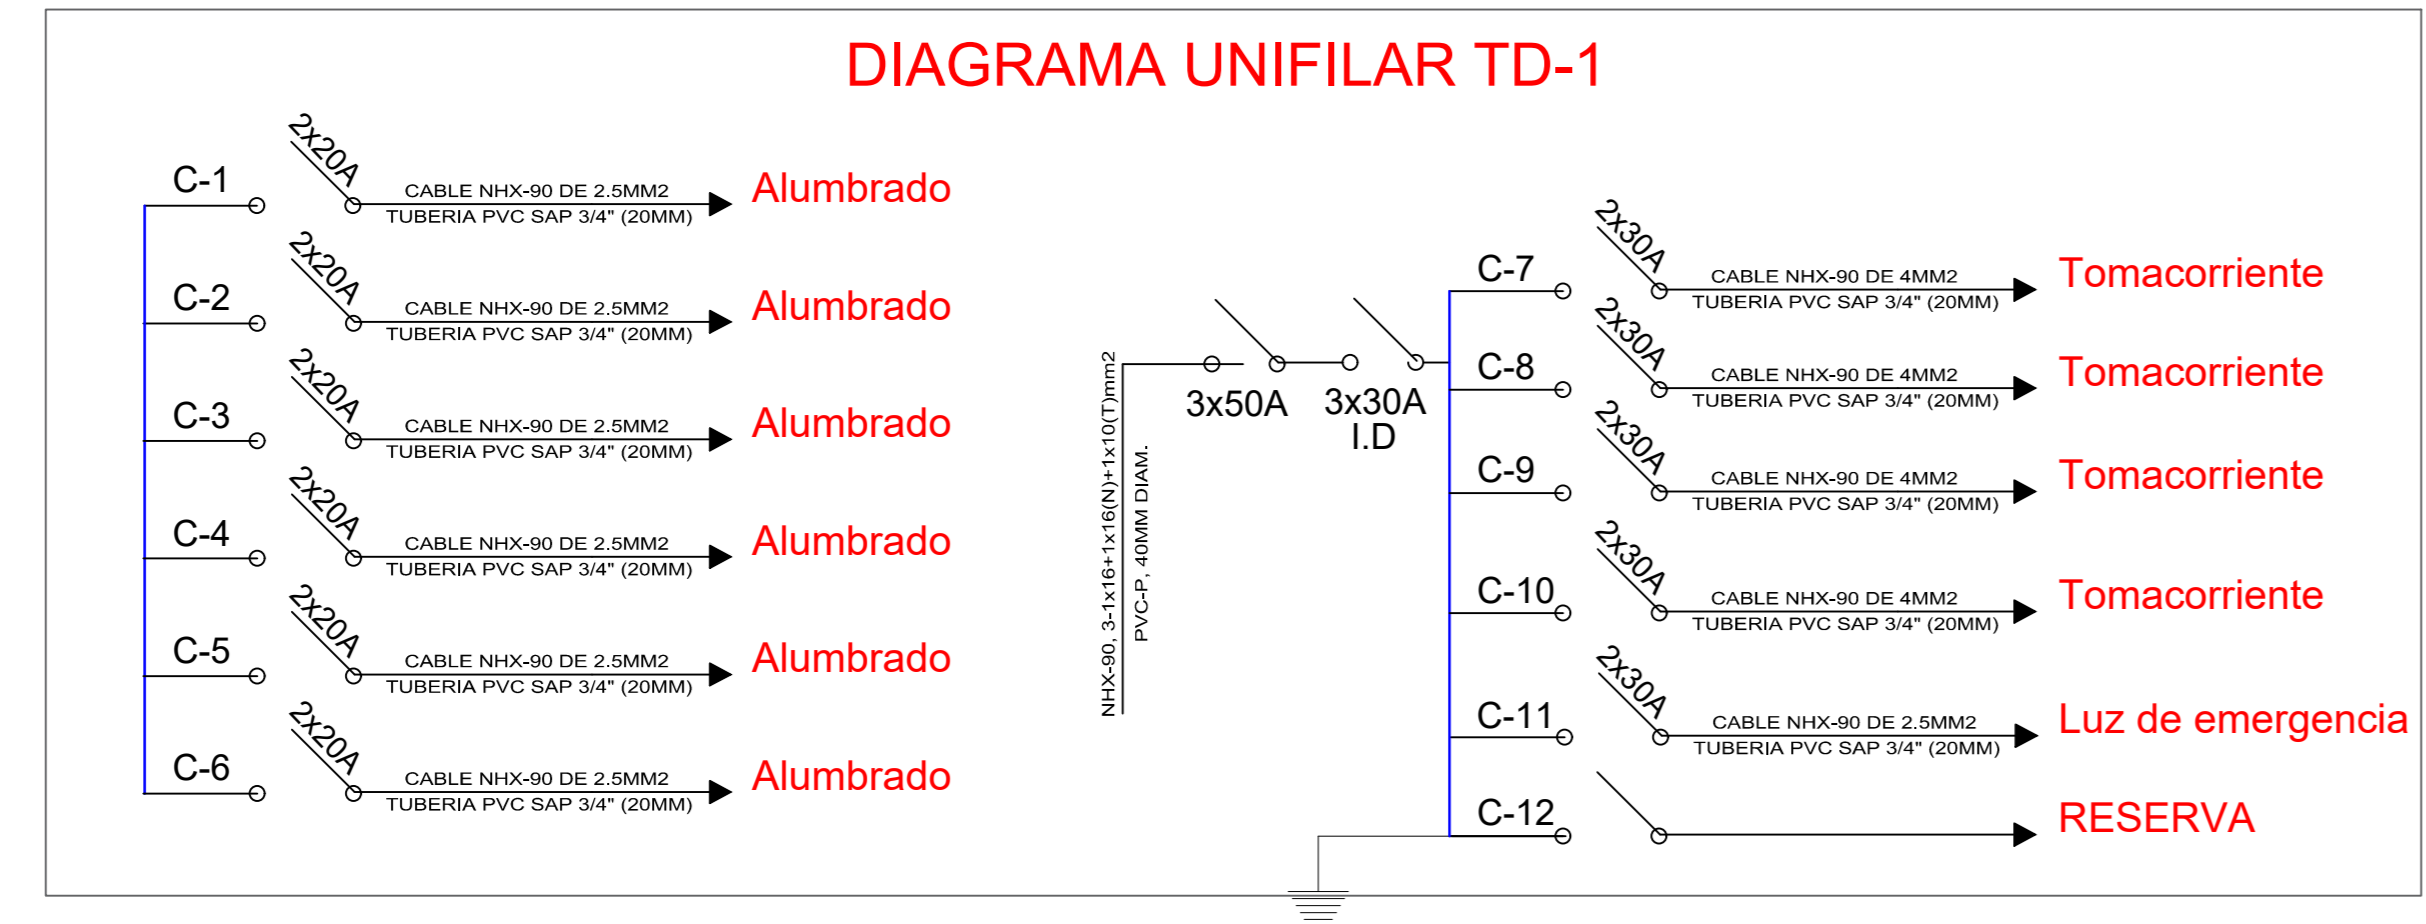 DIAGRAMA UNIFILAR TD-1
C-1
2x20A
CABLE NHX-90 DE 2.5MM2
TUBERIA PVC SAP 3/4" (20MM)
Alumbrado
C-2
2x20A
CABLE NHX-90 DE 2.5MM2
TUBERIA PVC SAP 3/4" (20MM)
Alumbrado
C-3
2x20A
CABLE NHX-90 DE 2.5MM2
TUBERIA PVC SAP 3/4" (20MM)
Alumbrado
C-4
2x20A
CABLE NHX-90 DE 2.5MM2
TUBERIA PVC SAP 3/4" (20MM)
Alumbrado
C-5
2x20A
CABLE NHX-90 DE 2.5MM2
TUBERIA PVC SAP 3/4" (20MM)
Alumbrado
C-6
2x20A
CABLE NHX-90 DE 2.5MM2
TUBERIA PVC SAP 3/4" (20MM)
Alumbrado
NHX-90, 3-1x16+1x16(N)+1x10(T)mm2
PVC-P, 40MM DIAM.
3x50A
3x30A
I.D
C-7
2x30A
CABLE NHX-90 DE 4MM2
TUBERIA PVC SAP 3/4" (20MM)
Tomacorriente
C-8
2x30A
CABLE NHX-90 DE 4MM2
TUBERIA PVC SAP 3/4" (20MM)
Tomacorriente
C-9
2x30A
CABLE NHX-90 DE 4MM2
TUBERIA PVC SAP 3/4" (20MM)
Tomacorriente
C-10
2x30A
CABLE NHX-90 DE 4MM2
TUBERIA PVC SAP 3/4" (20MM)
Tomacorriente
C-11
2x30A
CABLE NHX-90 DE 2.5MM2
TUBERIA PVC SAP 3/4" (20MM)
Luz de emergencia
C-12
RESERVA